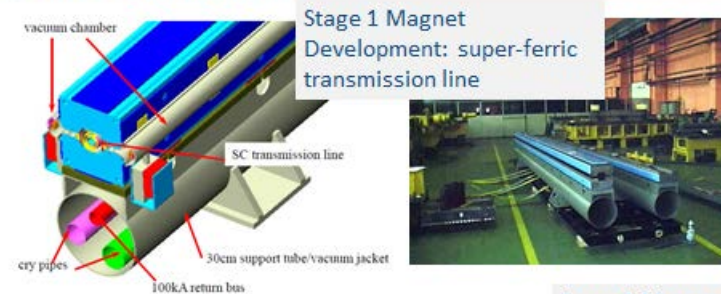 vacuum chamber
Stage 1 Magnet
Development: super-ferric
transmission line
SC transmission line
cry pipes
30cm support tube/vacuum jacket
100kA return bus